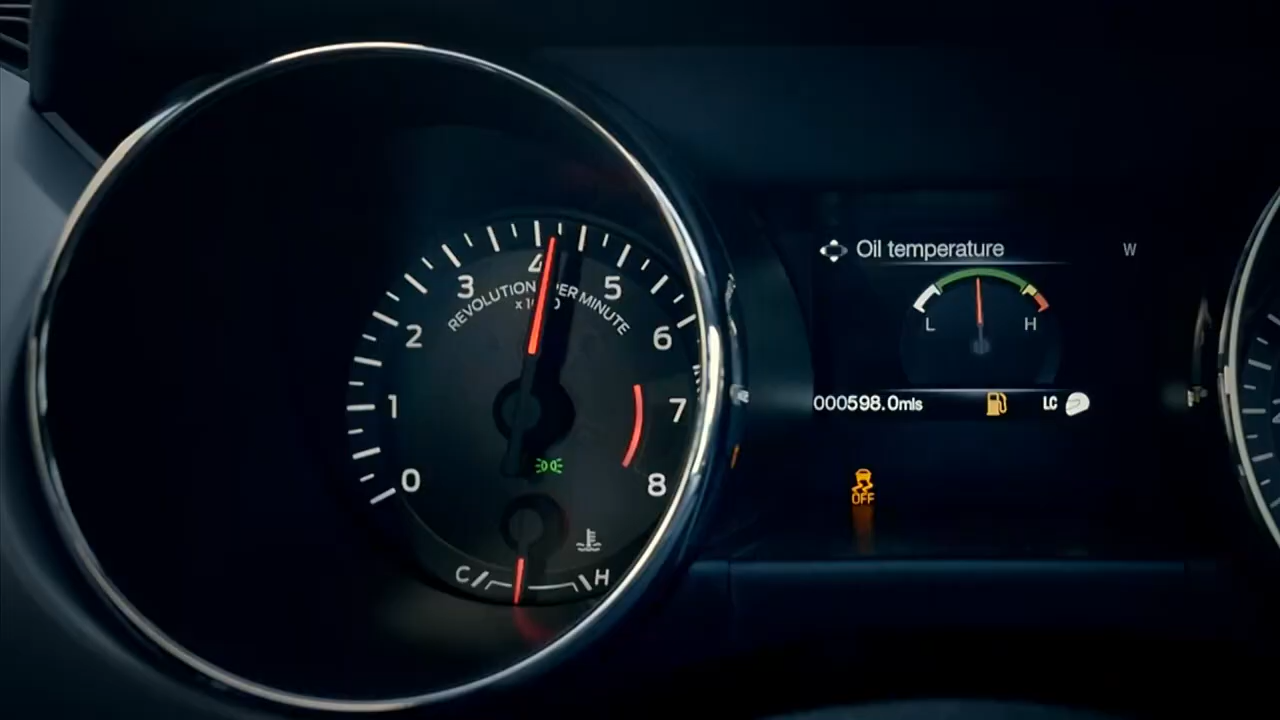 Oil temperature W
L H
000598.0mls LC
OFF
0
1
2
3
4
5
6
7
8
REVOLUTION PER MINUTE
C H